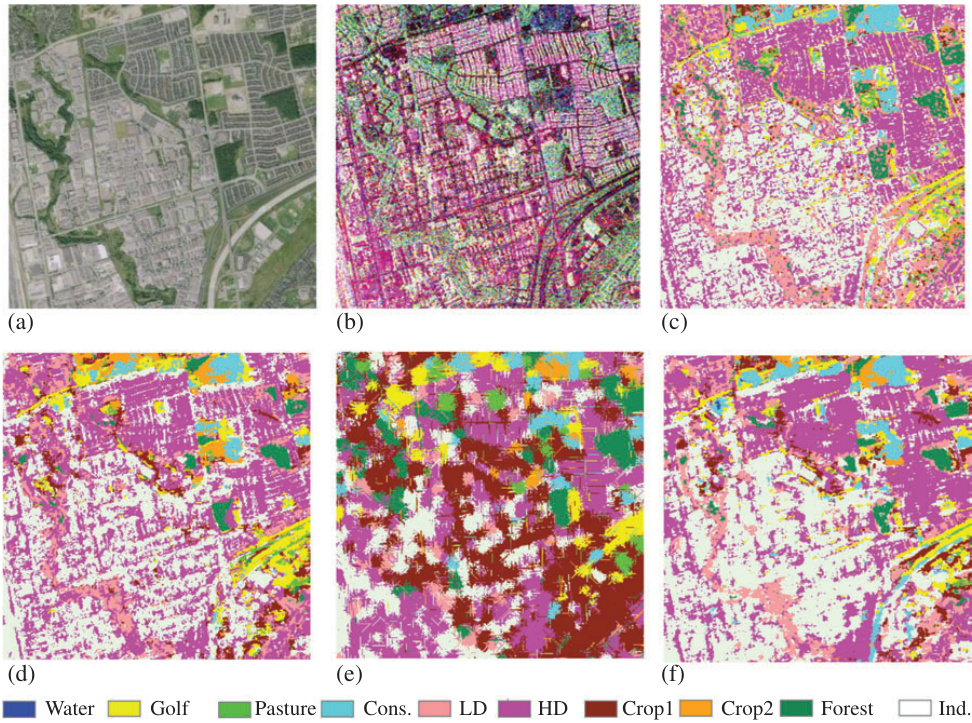 (a)
(b)
(c)
(d)
(e)
(f)
Water Golf Pasture Cons. LD HD Crop1 Crop2 Forest Ind.